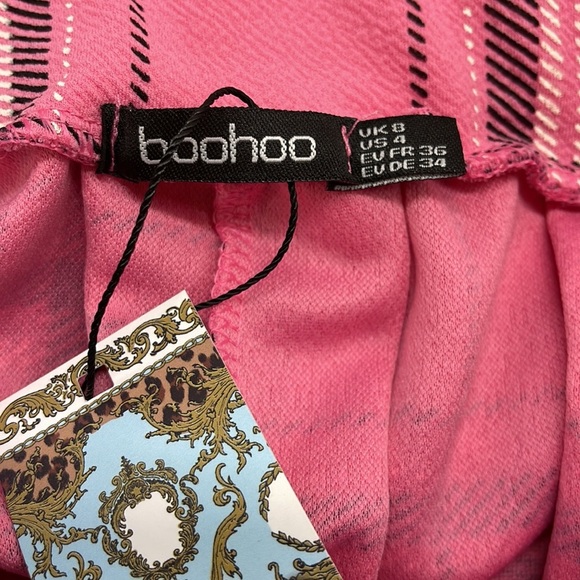 boohoo
UK 8
US 4
EU FR 36
EU DE 34